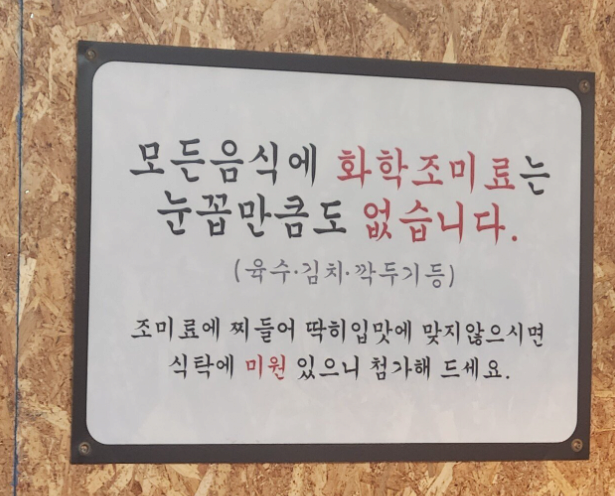 모든음식에 화학조미료는
눈꼽만큼도 없습니다.
(육수·김치·깍두기등)
조미료에 찌들어 딱히입맛에 맞지않으시면
식탁에 미원 있으니 첨가해 드세요.